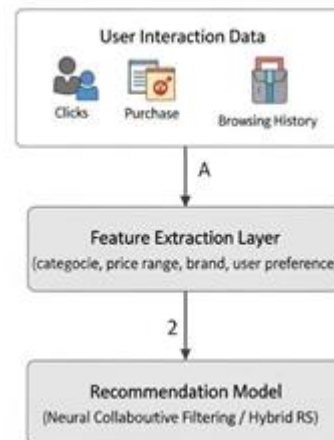 User Interaction Data
Clicks
Purchase
Browsing History
A
Feature Extraction Layer
(categocie, price range, brand, user preference
2
Recommendation Model
(Neural Collaboutive Filtering / Hybrid RS)